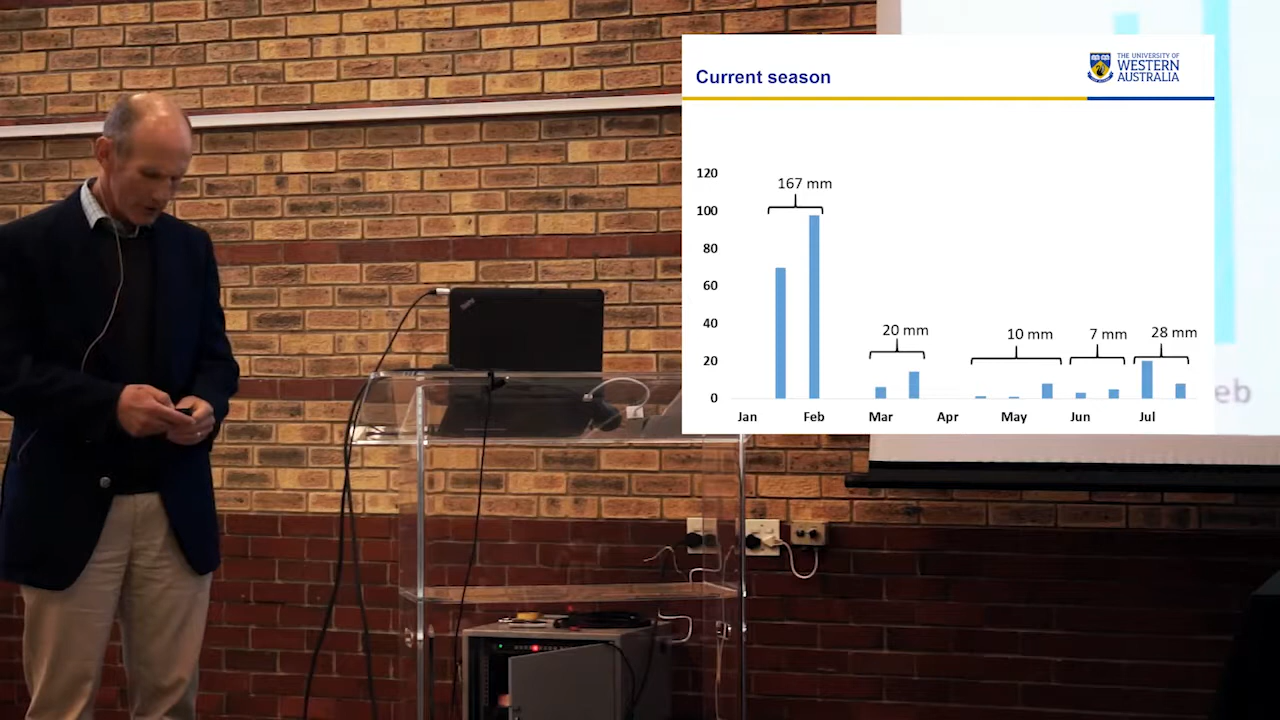 Current season
THE UNIVERSITY OF
WESTERN
AUSTRALIA
120
100
80
60
40
20
0
167 mm
20 mm
10 mm
7 mm
28 mm
Jan Feb Mar Apr May Jun Jul
eb
ThinkPad